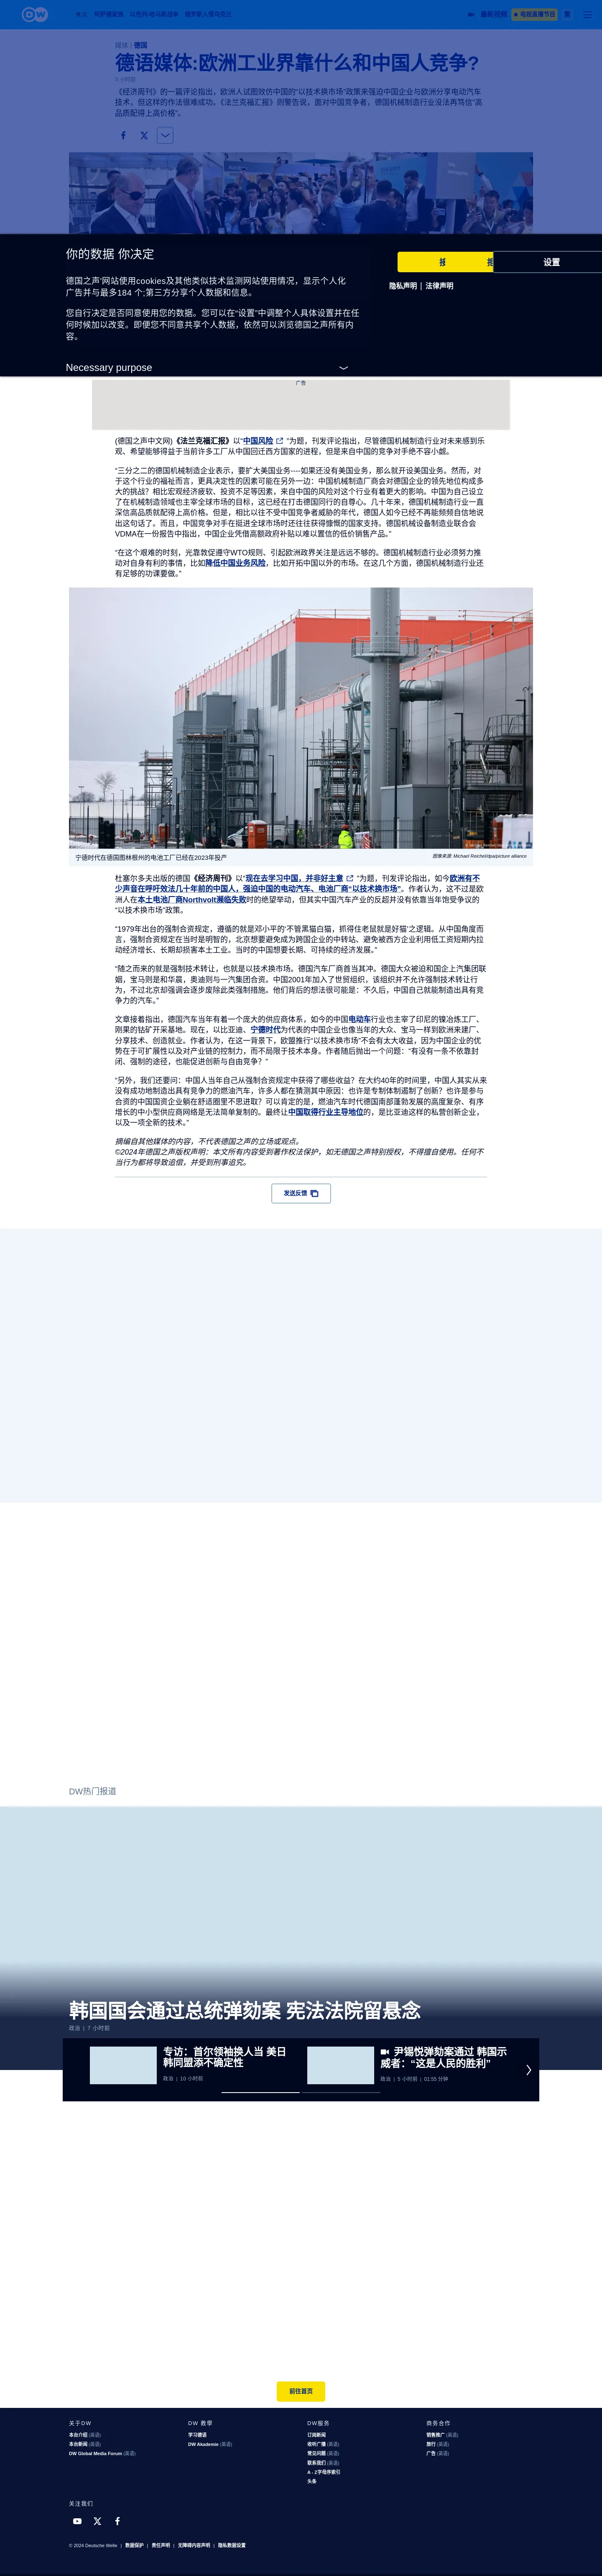 DW
最新视频
电视直播节目
繁
媒体 | 德国
德语媒体:欧洲工业界靠什么和中国人竞争?
《经济周刊》的一篇评论指出，欧洲人试图效仿中国的“以技术换市场”政策来强迫中国企业与欧洲分享电动汽车
技术，但这样的作法很难成功。《法兰克福汇报》则警告说，面对中国竞争者，德国机械制造行业没法再笃信“高
品质配得上高价格”。
你的数据 你决定
德国之声'网站使用cookies及其他类似技术监测网站使用情况，显示个人化
广告并与最多184 个;第三方分享个人数据和信息。
您自行决定是否同意使用您的数据。您可以在“设置”中调整个人具体设置并在任
何时候加以改变。即便您不同意共享个人数据，依然可以浏览德国之声所有内
容。
设置
隐私声明 | 法律声明
Necessary purpose
广告
(德国之声中文网)《法兰克福汇报》以“中国风险 ”为题，刊发评论指出，尽管德国机械制造行业对未来感到乐
观、希望能够得益于当前许多工厂从中国回迁西方国家的进程，但是来自中国的竞争对手绝不容小觑。
“三分之二的德国机械制造企业表示，要扩大美国业务----如果还没有美国业务，那么就开设美国业务。然而，对
于这个行业的福祉而言，更具决定性的因素可能在另外一边：中国机械制造厂商会对德国企业的领先地位构成多
大的挑战？相比宏观经济疲软、投资不足等因素，来自中国的风险对这个行业有着更大的影响。中国为自己设立
了在机械制造领域也主宰全球市场的目标，这已经在打击德国同行的自尊心。几十年来，德国机械制造行业一直
深信高品质就配得上高价格。但是，相比以往不受中国竞争者威胁的年代，德国人如今已经不再能频频自信地说
出这句话了。而且，中国竞争对手在挺进全球市场时还往往获得慷慨的国家支持。德国机械设备制造业联合会
VDMA在一份报告中指出，中国企业凭借高额政府补贴以难以置信的低价销售产品。”
“在这个艰难的时刻，光靠敦促遵守WTO规则、引起欧洲政界关注是远远不够的。德国机械制造行业必须努力推
动对自身有利的事情，比如降低中国业务风险，比如开拓中国以外的市场。在这几个方面，德国机械制造行业还
有足够的功课要做。”
宁德时代在德国图林根州的电池工厂已经在2023年投产
图像来源: Michael Reichel/dpa/picture alliance
杜塞尔多夫出版的德国《经济周刊》以“现在去学习中国，并非好主意 ”为题，刊发评论指出，如今欧洲有不
少声音在呼吁效法几十年前的中国人，强迫中国的电动汽车、电池厂商“以技术换市场”。作者认为，这不过是欧
洲人在本土电池厂商Northvolt濒临失败时的绝望举动，但其实中国汽车产业的反超并没有依靠当年饱受争议的
“以技术换市场”政策。
“1979年出台的强制合资规定，遵循的就是邓小平的‘不管黑猫白猫，抓得住老鼠就是好猫’之逻辑。从中国角度而
言，强制合资规定在当时是明智的，北京想要避免成为跨国企业的中转站、避免被西方企业利用低工资短期内拉
动经济增长、长期却损害本土工业。当时的中国想要长期、可持续的经济发展。”
“随之而来的就是强制技术转让，也就是以技术换市场。德国汽车厂商首当其冲。德国大众被迫和国企上汽集团联
姻，宝马则是和华晨，奥迪则与一汽集团合资。中国2001年加入了世贸组织，该组织并不允许强制技术转让行
为，不过北京却强调会逐步废除此类强制措施。他们背后的想法很可能是：不久后，中国自己就能制造出具有竞
争力的汽车。”
文章接着指出，德国汽车当年有着一个庞大的供应商体系，如今的中国电动车行业也主宰了印尼的镍冶炼工厂、
刚果的钴矿开采基地。现在，以比亚迪、宁德时代为代表的中国企业也像当年的大众、宝马一样到欧洲来建厂、
分享技术、创造就业。作者认为，在这一背景下，欧盟推行“以技术换市场”不会有太大收益，因为中国企业的优
势在于可扩展性以及对产业链的控制力，而不局限于技术本身。作者随后抛出一个问题：“有没有一条不依靠封
闭、强制的途径，也能促进创新与自由竞争？”
“另外，我们还要问：中国人当年自己从强制合资规定中获得了哪些收益？在大约40年的时间里，中国人其实从来
没有成功地制造出具有竞争力的燃油汽车，许多人都在猜测其中原因：也许是专制体制遏制了创新？也许是参与
合资的中国国资企业躺在舒适圈里不思进取？可以肯定的是，燃油汽车时代德国南部蓬勃发展的高度复杂、有序
增长的中小型供应商网络是无法简单复制的。最终让中国取得行业主导地位的，是比亚迪这样的私营创新企业，
以及一项全新的技术。”
摘编自其他媒体的内容，不代表德国之声的立场或观点。
©2024年德国之声版权声明：本文所有内容受到著作权法保护，如无德国之声特别授权，不得擅自使用。任何不
当行为都将导致追偿，并受到刑事追究。
发送反馈
DW热门报道
韩国国会通过总统弹劾案 宪法法院留悬念
政治 | 7 小时前
专访：首尔领袖换人当 美日
韩同盟添不确定性
政治 | 10 小时前
尹锡悦弹劾案通过 韩国示
威者：“这是人民的胜利”
政治 | 5 小时前 | 01:55 分钟
前往首页
关于DW
本台介绍 (英语)
本台新闻 (英语)
DW Global Media Forum (英语)
DW 教學
学习德语
DW Akademie (英语)
DW服务
订阅新闻
收听广播 (英语)
常见问题 (英语)
联系我们 (英语)
A - Z字母序索引
头条
商务合作
销售推广 (英语)
旅行 (英语)
广告 (英语)
关注我们
© 2024 Deutsche Welle | 数据保护 | 责任声明 | 无障碍内容声明 | 隐私数据设置